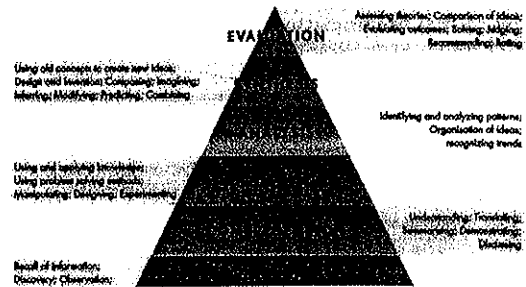 Assessing theories; Comparison of ideas;
Evaluating outcomes; Solving; Judging;
Recommending; Rating
EVALUATION
Using old concepts to create new ideas;
Design and Invention; Composing; Imagining;
Inferring; Modifying; Predicting; Combining
Identifying and analyzing patterns;
Organisation of ideas;
recognizing trends
Using and applying knowledge;
Using problem solving methods;
Manipulating; Designing; Experimenting
Understanding; Translating;
Summarising; Demonstrating;
Discussing
Recall of information;
Discovery; Observation;